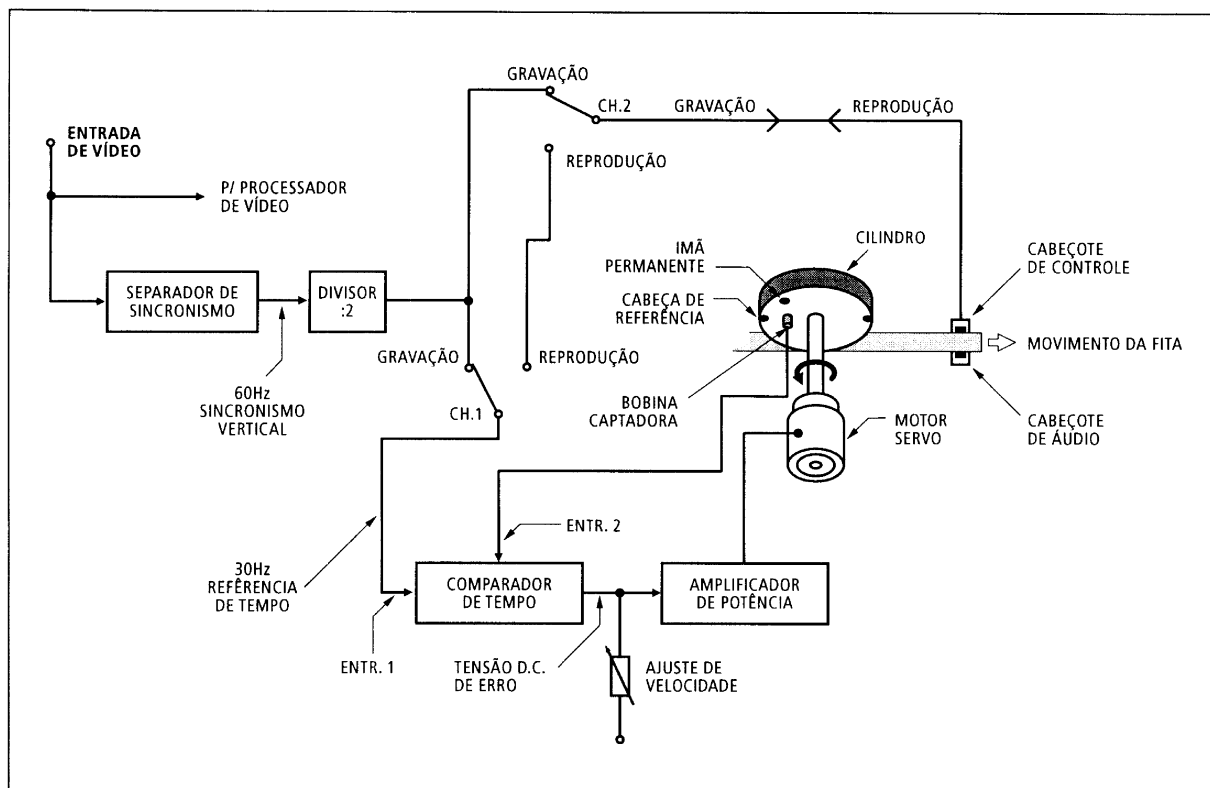 GRAVAÇÃO
CH.2
GRAVAÇÃO
REPRODUÇÃO
ENTRADA
DE VÍDEO
REPRODUÇÃO
P/ PROCESSADOR
DE VÍDEO
IMÃ
PERMANENTE
CILINDRO
CABEÇOTE
DE CONTROLE
SEPARADOR DE
SINCRONISMO
DIVISOR
:2
CABEÇA DE
REFERÊNCIA
MOVIMENTO DA FITA
GRAVAÇÃO
REPRODUÇÃO
60Hz
SINCRONISMO
VERTICAL
CH.1
BOBINA
CAPTADORA
MOTOR
SERVO
CABEÇOTE
DE ÁUDIO
ENTR. 2
30Hz
REFÊRENCIA
DE TEMPO
COMPARADOR
DE TEMPO
AMPLIFICADOR
DE POTÊNCIA
ENTR. 1
TENSÃO D.C.
DE ERRO
AJUSTE DE
VELOCIDADE